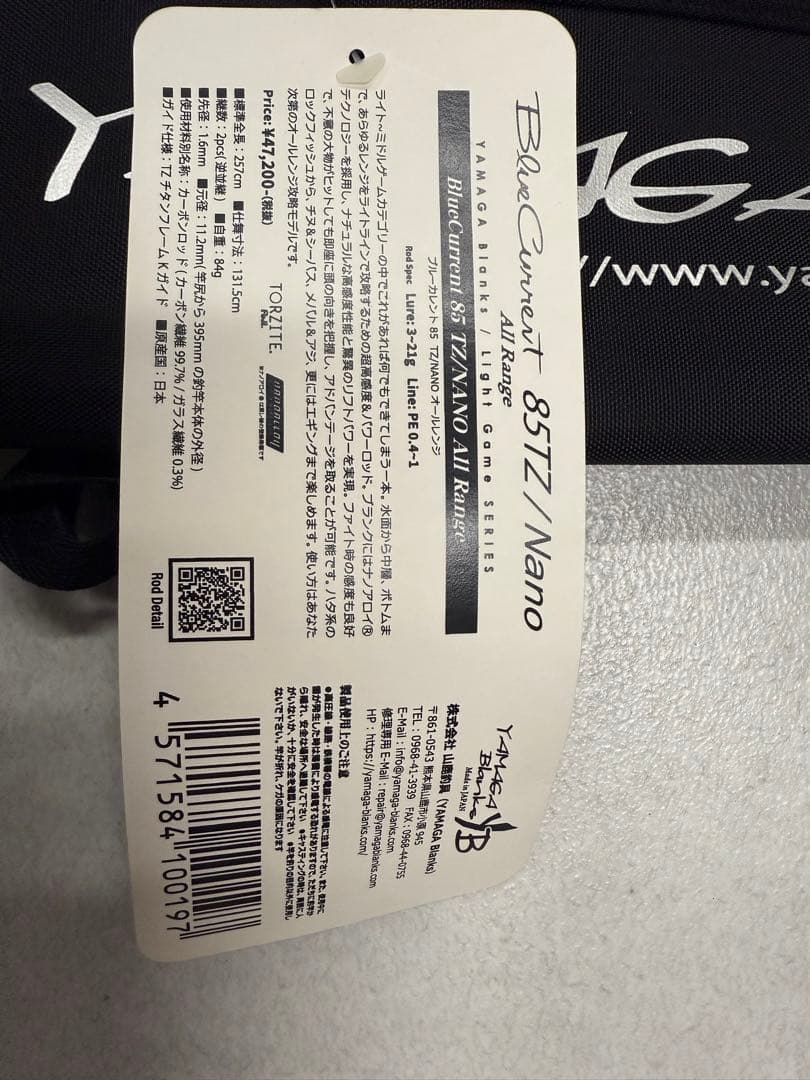 BlueCurrent 85TZ/Nano
All Range
YAMAGA Blanks / Light Game SERIES
BlueCurrent 85 TZ/NANO All Range
ブルーカレント 85 TZ/NANO オールレンジ
Rod Spec Lure: 3~21g Line: PE 0.4~1
ライト~ミドルゲームカテゴリーの中でこれがあれば何でもできてしまう一本。水面から中層、ボトムま
で、あらゆるレンジをライトラインで攻略するための超高感度&パワーロッド。ブランクにはナノアロイ®
テクノロジーを採用し、ナチュラルな高感度性能と驚異のリフトパワーを実現。ファイト時の感度も良好
で、不意の大物がヒットしても即座に頭の向きを把握し、アドバンテージを取ることが可能です。ハタ系の
ロックフィッシュから、チヌ&シーバス、メバル&アジ、更にはエギングまで楽しめます。使い方はあなた
次第のオールレンジ攻略モデルです。
Price: ¥47,200-(税抜)
TORZITE
Fuji
nanoalloy
■標準全長:257cm ■仕舞寸法:131.5cm
■継数:2pcs(逆並継) ■自重:84g
■先径:1.6mm ■元径:11.2mm(竿尻から395mmの釣竿本体の外径)
■使用材料別名称:カーボンロッド(カーボン繊維 99.7% / ガラス繊維 0.3%)
■ガイド仕様:TZ チタンフレーム K ガイド ■原産国:日本
Rod Detail
YAMAGA
Blanks
Made in JAPAN
YB
株式会社 山鹿釣具 (YAMAGA Blanks)
〒861-0543 熊本県山鹿市小原 945
TEL:0968-41-3939 FAX:0968-44-0755
E-Mail:info@yamagablanks.com
修理専用 E-Mail:repair@yamagablanks.com
HP:https://yamaga-blanks.com/
製品使用上のご注意
4 571584 100197
YAMAGA
//www.ya